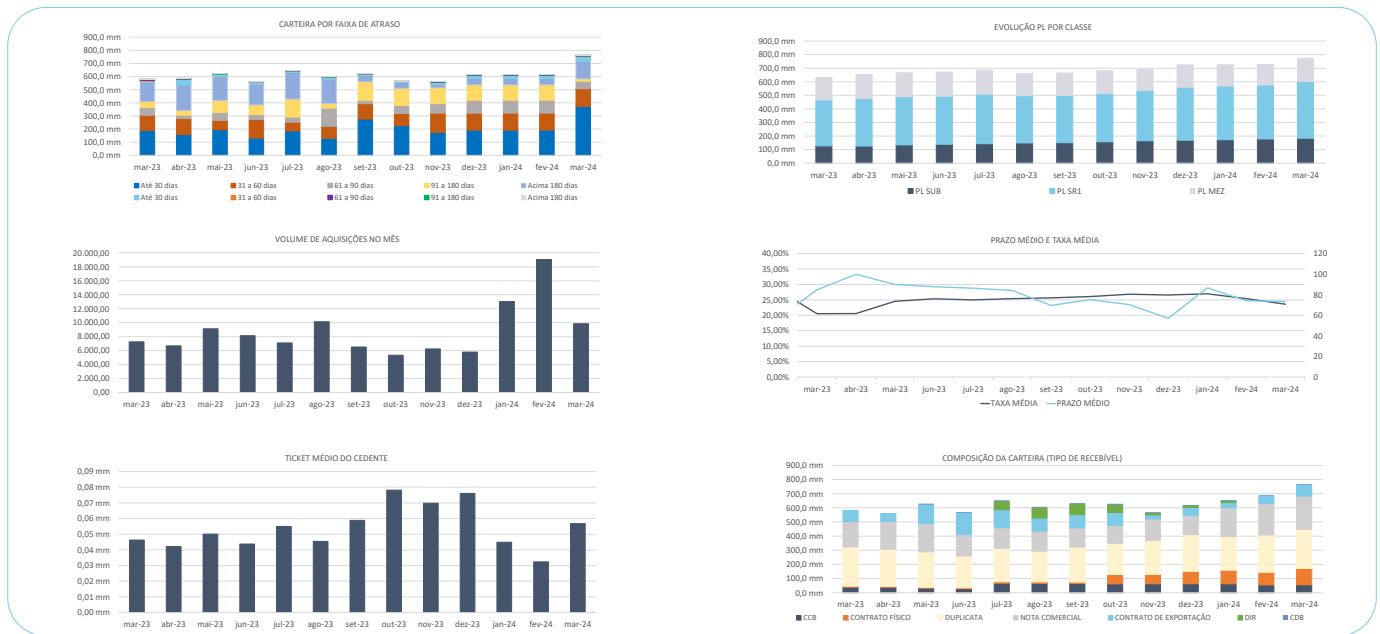 CARTEIRA POR FAIXA DE ATRASO
900,0 mm
800,0 mm
700,0 mm
600,0 mm
500,0 mm
400,0 mm
300,0 mm
200,0 mm
100,0 mm
0,0 mm
mar-23 abr-23 mai-23 jun-23 jul-23 ago-23 set-23 out-23 nov-23 dez-23 jan-24 fev-24 mar-24
Até 30 dias 31 a 60 dias 61 a 90 dias 91 a 180 dias Acima 180 dias
Até 30 dias 31 a 60 dias 61 a 90 dias 91 a 180 dias Acima 180 dias
EVOLUÇÃO PL POR CLASSE
900,0 mm
800,0 mm
700,0 mm
600,0 mm
500,0 mm
400,0 mm
300,0 mm
200,0 mm
100,0 mm
0,0 mm
mar-23 abr-23 mai-23 jun-23 jul-23 ago-23 set-23 out-23 nov-23 dez-23 jan-24 fev-24 mar-24
PL SUB PL SR1 PL MEZ
VOLUME DE AQUISIÇÕES NO MÊS
20.000,00
18.000,00
16.000,00
14.000,00
12.000,00
10.000,00
8.000,00
6.000,00
4.000,00
2.000,00
0,00
mar-23 abr-23 mai-23 jun-23 jul-23 ago-23 set-23 out-23 nov-23 dez-23 jan-24 fev-24 mar-24
PRAZO MÉDIO E TAXA MÉDIA
40,00% 120
35,00% 100
30,00% 80
25,00% 60
20,00% 40
15,00% 20
10,00% 0
5,00%
0,00%
mar-23 abr-23 mai-23 jun-23 jul-23 ago-23 set-23 out-23 nov-23 dez-23 jan-24 fev-24 mar-24
TAXA MÉDIA PRAZO MÉDIO
TICKET MÉDIO DO CEDENTE
0,09 mm
0,08 mm
0,07 mm
0,06 mm
0,05 mm
0,04 mm
0,03 mm
0,02 mm
0,01 mm
0,00 mm
mar-23 abr-23 mai-23 jun-23 jul-23 ago-23 set-23 out-23 nov-23 dez-23 jan-24 fev-24 mar-24
COMPOSIÇÃO DA CARTEIRA (TIPO DE RECEBÍVEL)
900,0 mm
800,0 mm
700,0 mm
600,0 mm
500,0 mm
400,0 mm
300,0 mm
200,0 mm
100,0 mm
0,0 mm
mar-23 abr-23 mai-23 jun-23 jul-23 ago-23 set-23 out-23 nov-23 dez-23 jan-24 fev-24 mar-24
CCB CONTRATO FÍSICO DUPLICATA NOTA COMERCIAL CONTRATO DE EXPORTAÇÃO DIR CDB